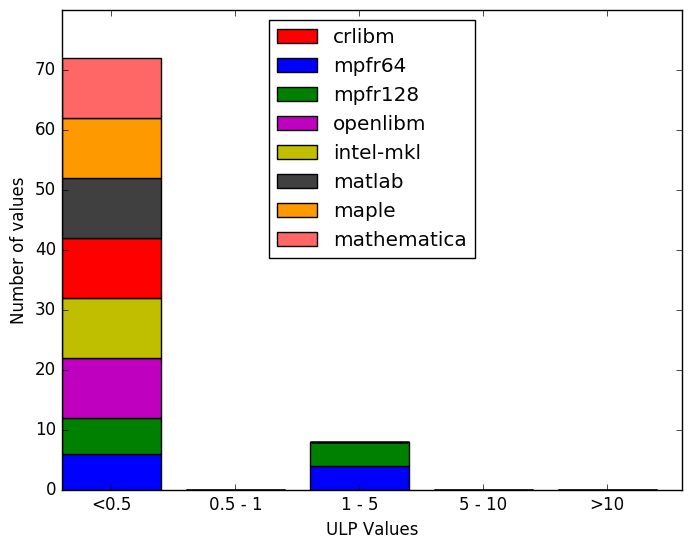 70
60
50
40
30
20
10
0
Number of values
crlibm
mpfr64
mpfr128
openlibm
intel-mkl
matlab
maple
mathematica
<0.5 0.5 - 1 1 - 5 5 - 10 >10
ULP Values